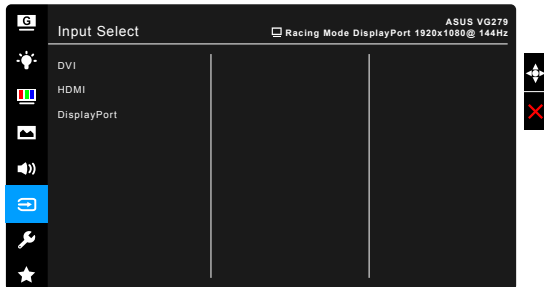 G
ASUS VG279
Input Select
Racing Mode DisplayPort 1920x1080@ 144Hz
DVI
HDMI
DisplayPort